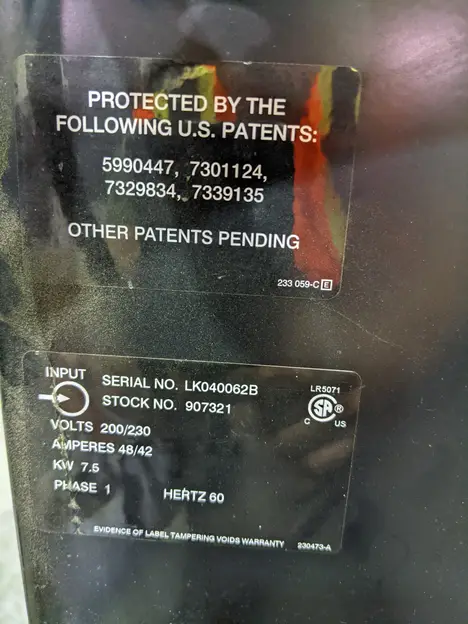 PROTECTED BY THE
FOLLOWING U.S. PATENTS:
5990447, 7301124,
7329834, 7339135
OTHER PATENTS PENDING
233 059-C E
INPUT
SERIAL NO. LK040062B
STOCK NO. 907321
LR5071
SA ®
C US
VOLTS 200/230
AMPERES 48/42
KW 7.5
PHASE 1 HERTZ 60
EVIDENCE OF LABEL TAMPERING VOIDS WARRANTY 230473-A